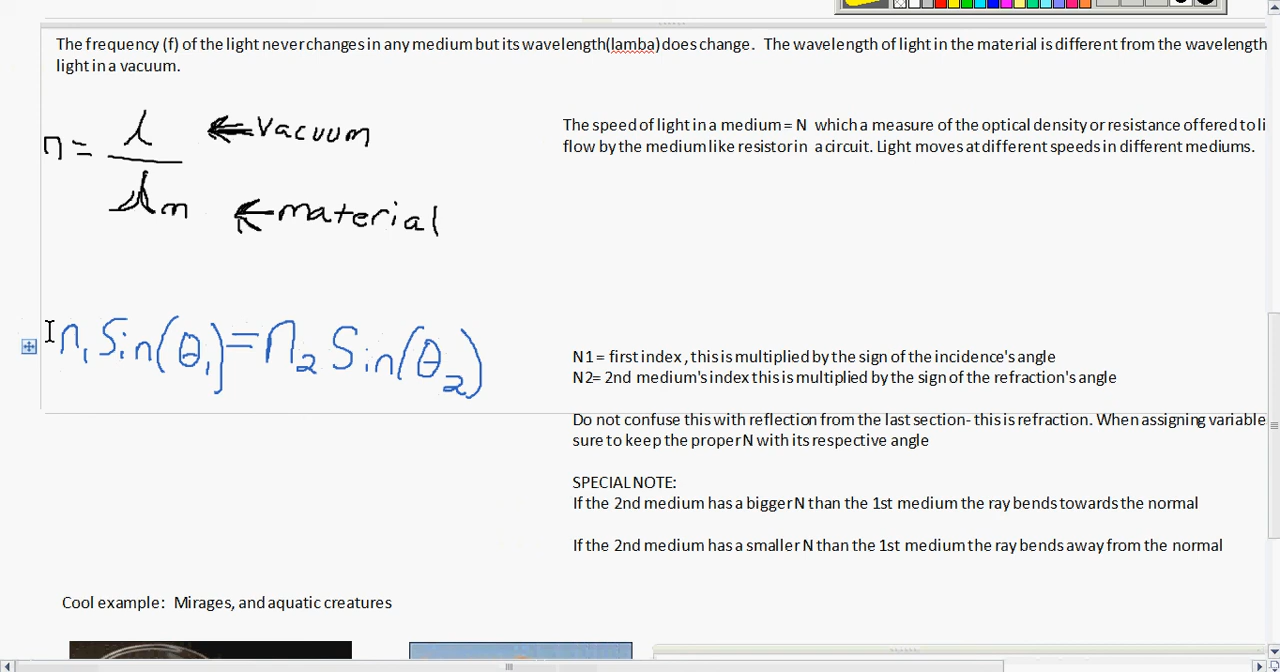 The frequency (f) of the light never changes in any medium but its wavelength(lamba) does change. The wavelength of light in the material is different from the wavelength
light in a vacuum.
n = λ ← Vacuum
λm ← material
The speed of light in a medium = N which a measure of the optical density or resistance offered to li
flow by the medium like resistor in a circuit. Light moves at different speeds in different mediums.
n₁ Sin(θ₁) = n₂ Sin(θ₂)
N1 = first index, this is multiplied by the sign of the incidence's angle
N2= 2nd medium's index this is multiplied by the sign of the refraction's angle
Do not confuse this with reflection from the last section- this is refraction. When assigning variable
sure to keep the proper N with its respective angle
SPECIAL NOTE:
If the 2nd medium has a bigger N than the 1st medium the ray bends towards the normal
If the 2nd medium has a smaller N than the 1st medium the ray bends away from the normal
Cool example: Mirages, and aquatic creatures